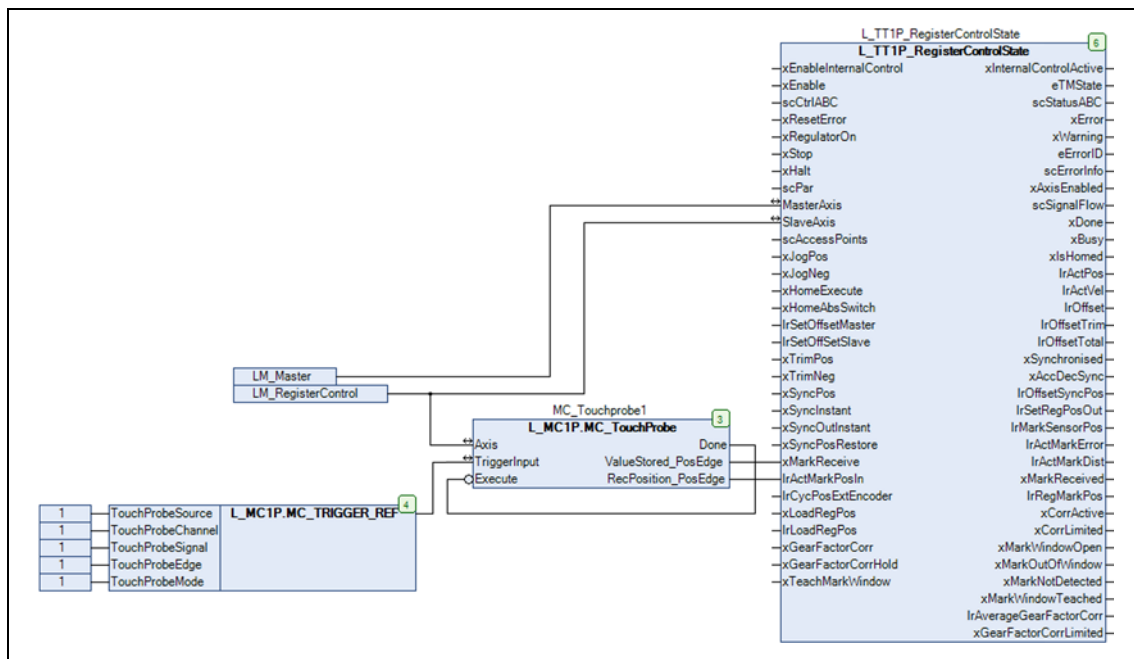 L_TT1P_RegisterControlState
6
L_TT1P_RegisterControlState
xEnableInternalControl xInternalControlActive
xEnable eTMState
scCtrlABC scStatusABC
xResetError xError
xRegulatorOn xWarning
xStop eErrorID
xHalt scErrorInfo
scPar xAxisEnabled
MasterAxis scSignalFlow
SlaveAxis xDone
scAccessPoints xBusy
xJogPos xIsHomed
xJogNeg lrActPos
xHomeExecute lrActVel
xHomeAbsSwitch lrOffset
lrSetOffsetMaster lrOffsetTrim
lrSetOffSetSlave lrOffsetTotal
xTrimPos xSynchronised
xTrimNeg xAccDecSync
xSyncPos lrOffsetSyncPos
xSyncInstant lrSetRegPosOut
xSyncOutInstant lrMarkSensorPos
xSyncPosRestore lrActMarkError
xMarkReceive lrActMarkDist
lrActMarkPosIn xMarkReceived
lrCycPosExtEncoder lrRegMarkPos
xLoadRegPos xCorrActive
lrLoadRegPos xCorrLimited
xGearFactorCorr xMarkWindowOpen
xGearFactorCorrHold xMarkOutOfWindow
xTeachMarkWindow xMarkNotDetected
xMarkWindowTeached
lrAverageGearFactorCorr
xGearFactorCorrLimited
LM_Master
LM_RegisterControl
MC_Touchprobe1
3
L_MC1P.MC_TouchProbe
Axis Done
TriggerInput ValueStored_PosEdge
Execute RecPosition_PosEdge
4
1 TouchProbeSource L_MC1P.MC_TRIGGER_REF
1 TouchProbeChannel
1 TouchProbeSignal
1 TouchProbeEdge
1 TouchProbeMode